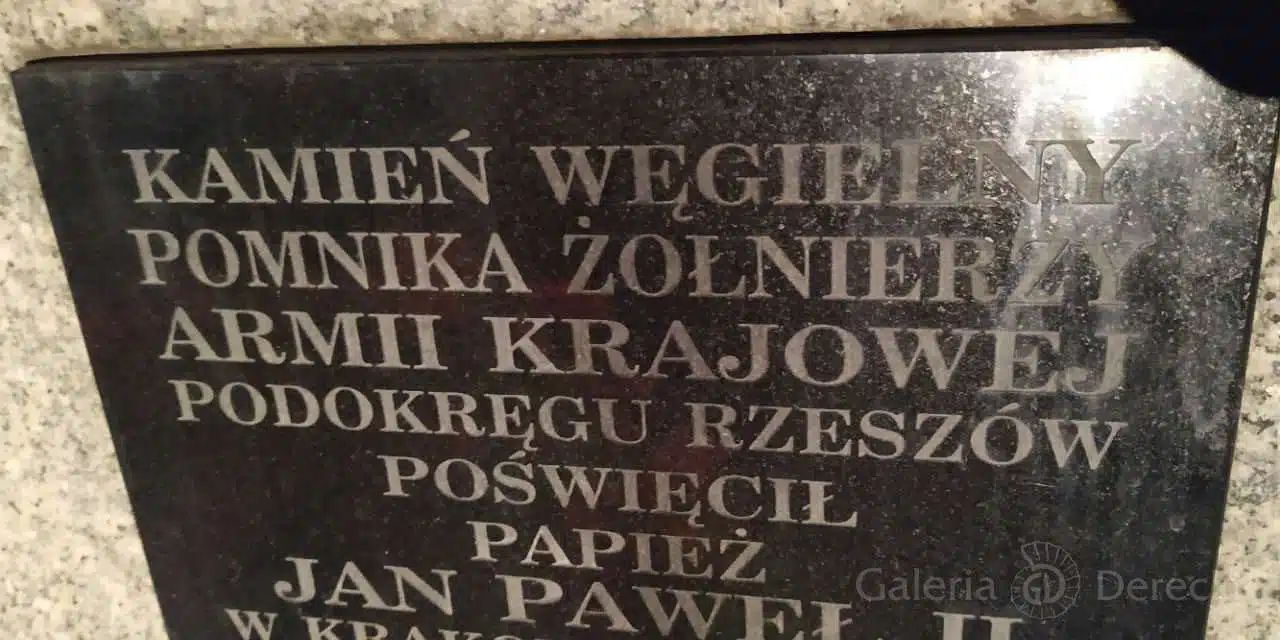 KAMIEŃ WĘGIELNY
POMNIKA ŻOŁNIERZY
ARMII KRAJOWEJ
PODOKRĘGU RZESZÓW
POŚWIĘCIŁ
PAPIEŻ
JAN PAWEŁ II
W
Galeria Derec